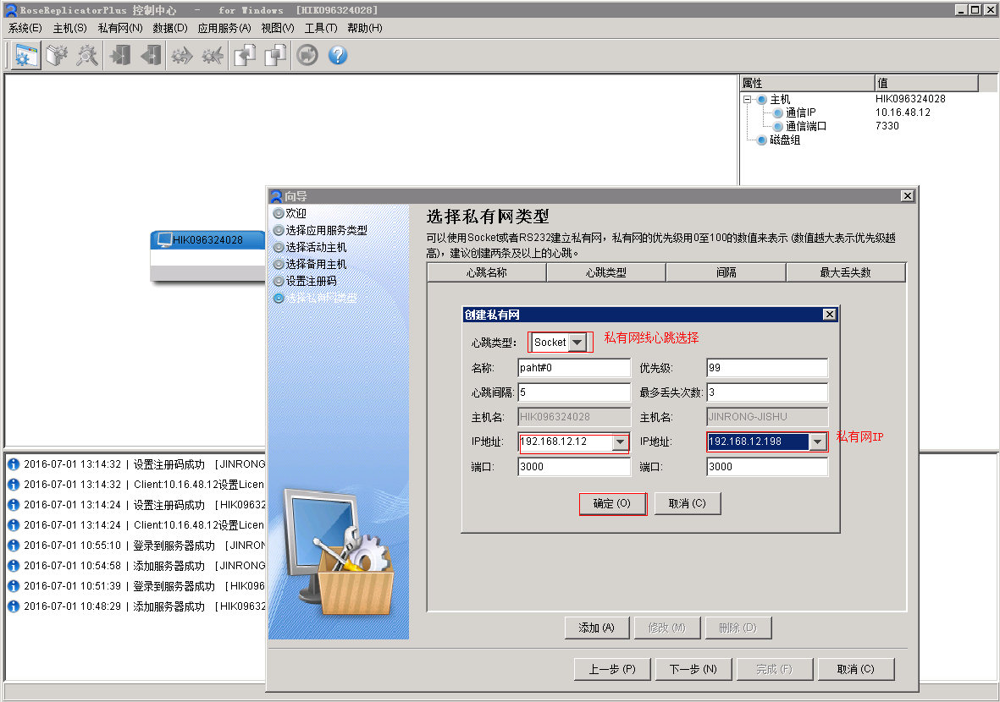 RoseReplicatorPlus 控制中心 - for Windows [HIK096324028]
系统(E) 主机(S) 私有网(N) 数据(D) 应用服务(A) 视图(V) 工具(T) 帮助(H)
属性 值
主机 HIK096324028
通信IP 10.16.48.12
通信端口 7330
磁盘组
HIK096324028
向导
欢迎
选择应用服务类型
选择活动主机
选择备用主机
设置注册码
选择私有网类型
选择私有网类型
可以使用Socket或者RS232建立私有网，私有网的优先级用0至100的数值来表示 (数值越大表示优先级越
高)，建议创建两条及以上的心跳。
心跳名称 心跳类型 间隔 最大丢失数
创建私有网
心跳类型： Socket 私有网线心跳选择
名称: paht#0 优先级: 99
心跳间隔: 5 最多丢失次数: 3
主机名: HIK096324028 主机名: JINRONG-JISHU
IP地址: 192.168.12.12 IP地址: 192.168.12.198 私有网IP
端口: 3000 端口: 3000
确定 (O) 取消 (C)
添加 (A) 修改 (M) 删除 (D)
上一步 (P) 下一步 (N) 完成 (F) 取消 (C)
2016-07-01 13:14:32 | 设置注册码成功 [JINRONG
2016-07-01 13:14:32 | Client:10.16.48.12设置Licen
2016-07-01 13:14:24 | 设置注册码成功 [HIK0963
2016-07-01 13:14:24 | Client:10.16.48.12设置Licen
2016-07-01 10:55:10 | 登录到服务器成功 [JINRON
2016-07-01 10:54:58 | 添加服务器成功 [JINRONG
2016-07-01 10:51:39 | 登录到服务器成功 [HIK096
2016-07-01 10:48:29 | 添加服务器成功 [HIK09632